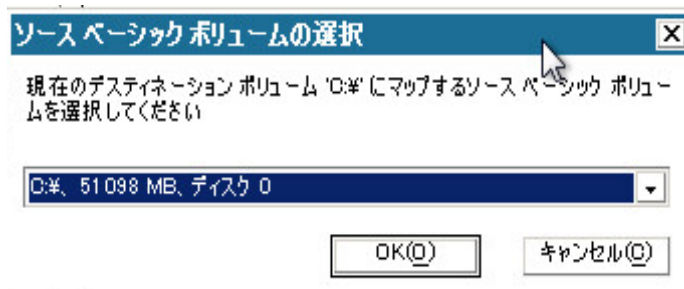 ソース ベーシック ボリュームの選択
現在のデスティネーション ボリューム 'C:¥' にマップするソース ベーシック ボリュー
ムを選択してください
C:¥、51098 MB、ディスク 0
OK(O)
キャンセル(C)